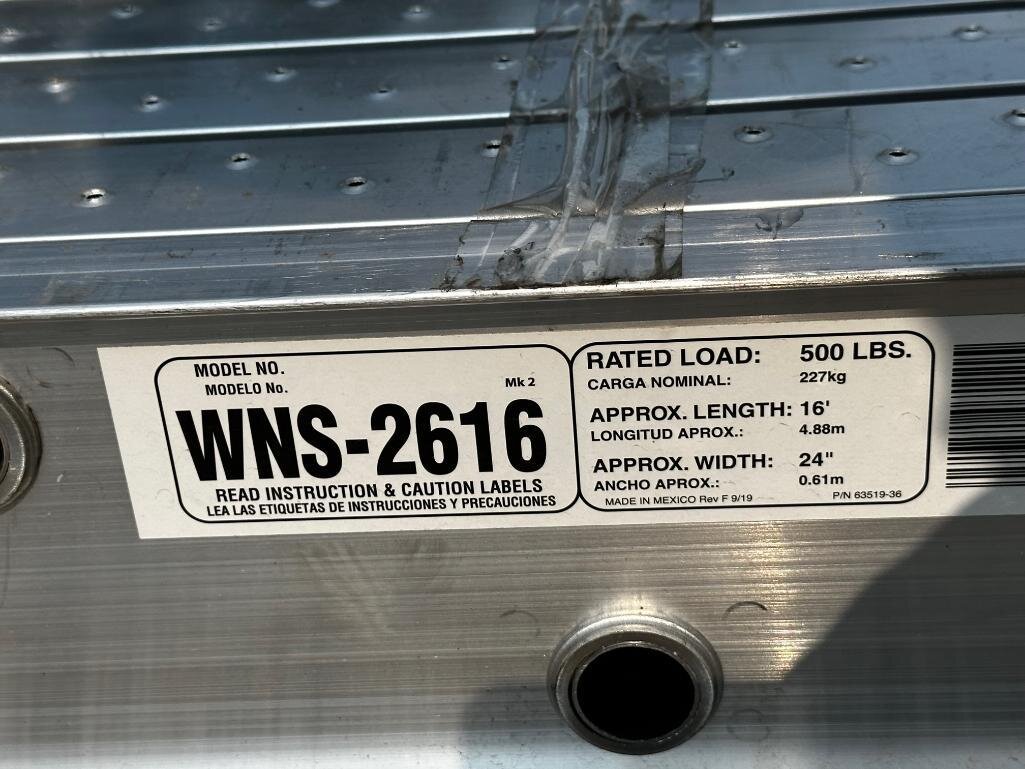 MODEL NO.
MODELO No.
Mk 2
WNS-2616
READ INSTRUCTION & CAUTION LABELS
LEA LAS ETIQUETAS DE INSTRUCCIONES Y PRECAUCIONES
RATED LOAD: 500 LBS.
CARGA NOMINAL: 227kg
APPROX. LENGTH: 16'
LONGITUD APROX.: 4.88m
APPROX. WIDTH: 24"
ANCHO APROX.: 0.61m
MADE IN MEXICO Rev F 9/19 P/N 63519-36